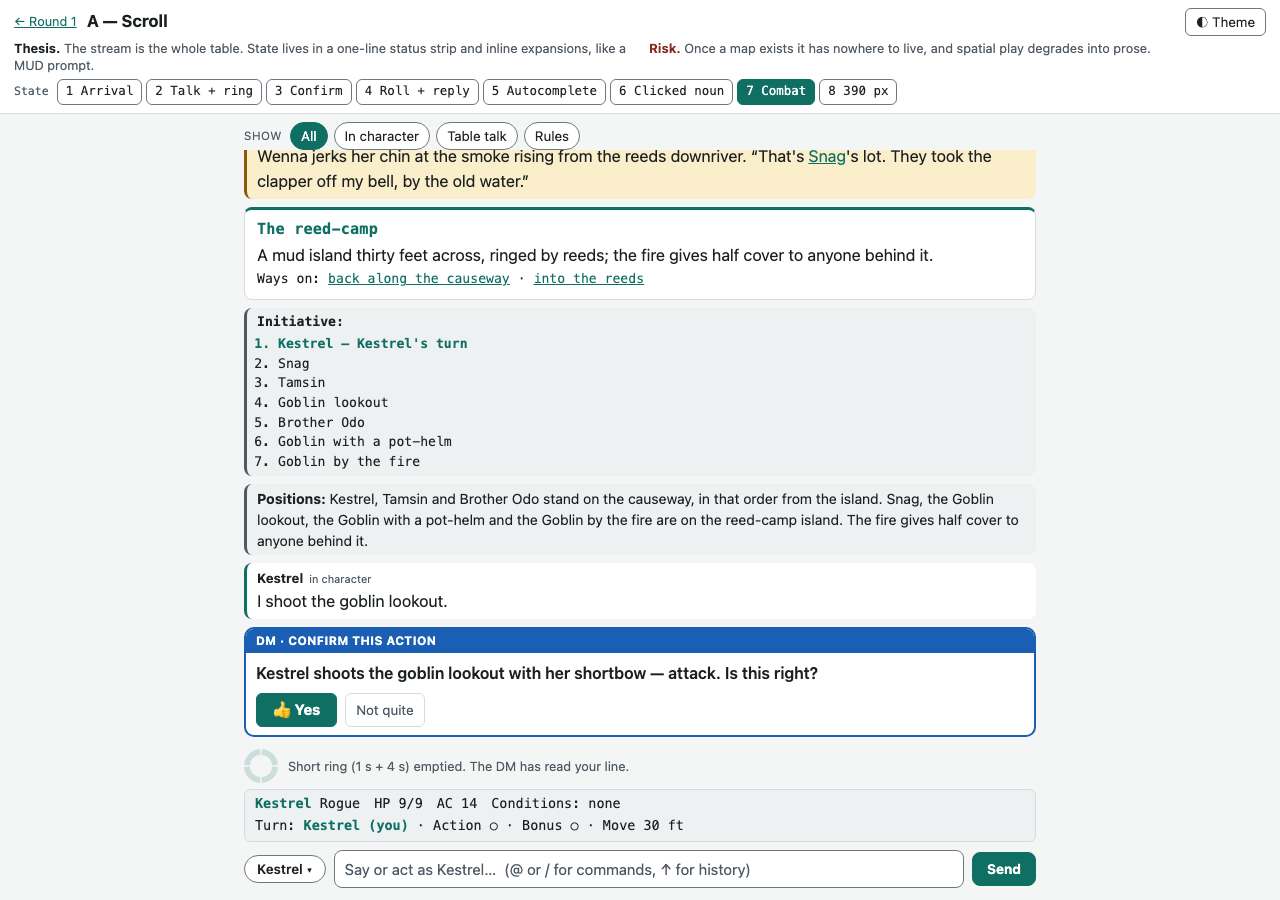 ← Round 1 A — Scroll
◐ Theme
Thesis. The stream is the whole table. State lives in a one-line status strip and inline expansions, like a
MUD prompt.
Risk. Once a map exists it has nowhere to live, and spatial play degrades into prose.
State 1 Arrival 2 Talk + ring 3 Confirm 4 Roll + reply 5 Autocomplete 6 Clicked noun 7 Combat 8 390 px
SHOW All In character Table talk Rules
Wenna jerks her chin at the smoke rising from the reeds downriver. “That's Snag's lot. They took the
clapper off my bell, by the old water.”
The reed-camp
A mud island thirty feet across, ringed by reeds; the fire gives half cover to anyone behind it.
Ways on: back along the causeway · into the reeds
Initiative:
1. Kestrel — Kestrel's turn
2. Snag
3. Tamsin
4. Goblin lookout
5. Brother Odo
6. Goblin with a pot-helm
7. Goblin by the fire
Positions: Kestrel, Tamsin and Brother Odo stand on the causeway, in that order from the island. Snag, the Goblin
lookout, the Goblin with a pot-helm and the Goblin by the fire are on the reed-camp island. The fire gives half cover to
anyone behind it.
Kestrel in character
I shoot the goblin lookout.
DM · CONFIRM THIS ACTION
Kestrel shoots the goblin lookout with her shortbow — attack. Is this right?
👍 Yes Not quite
Short ring (1 s + 4 s) emptied. The DM has read your line.
Kestrel Rogue HP 9/9 AC 14 Conditions: none
Turn: Kestrel (you) · Action ○ · Bonus ○ · Move 30 ft
Kestrel ▾ Say or act as Kestrel… (@ or / for commands, ↑ for history) Send